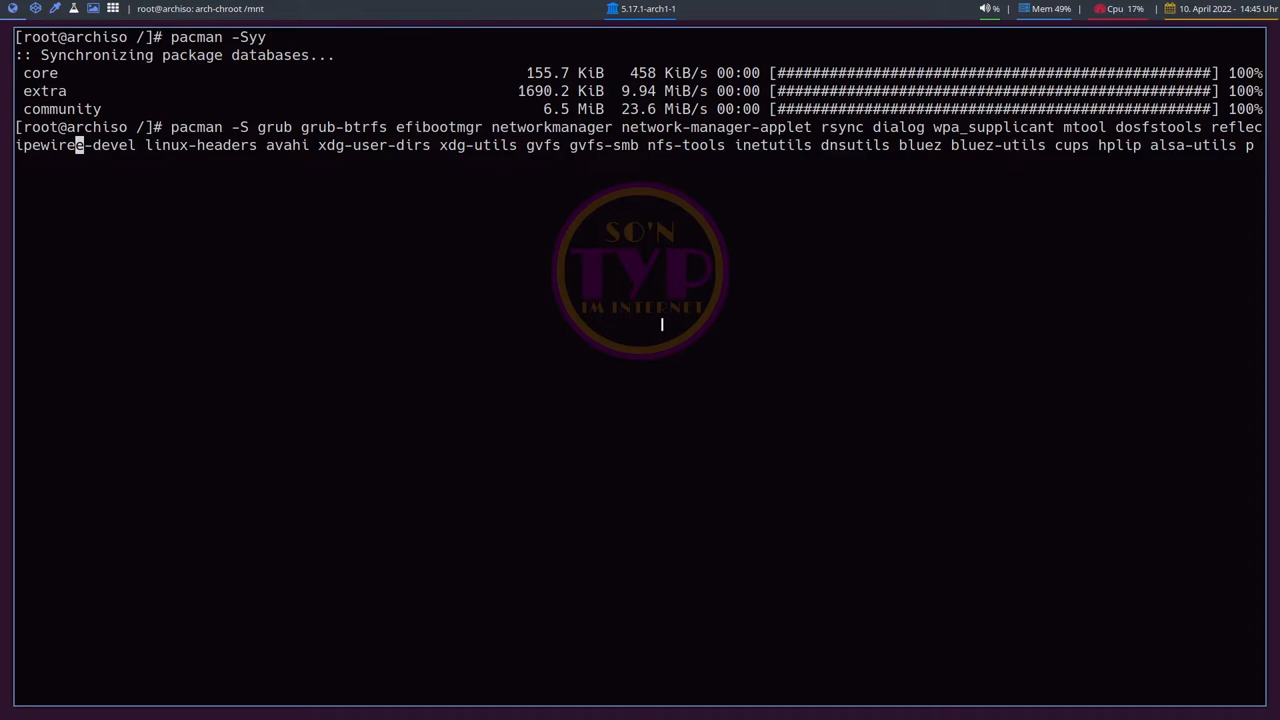 root@archiso: arch-chroot /mnt
5.17.1-arch1-1
% | Mem 49% | Cpu 17% | 10. April 2022 - 14:45 Uhr
[root@archiso /]# pacman -Syy
:: Synchronizing package databases...
core 155.7 KiB 458 KiB/s 00:00 [##################################################] 100%
extra 1690.2 KiB 9.94 MiB/s 00:00 [##################################################] 100%
community 6.5 MiB 23.6 MiB/s 00:00 [##################################################] 100%
[root@archiso /]# pacman -S grub grub-btrfs efibootmgr networkmanager network-manager-applet rsync dialog wpa_supplicant mtool dosfstools reflec
ipewiree-devel linux-headers avahi xdg-user-dirs xdg-utils gvfs gvfs-smb nfs-tools inetutils dnsutils bluez bluez-utils cups hplip alsa-utils p
SO'N
TYP
IM INTERNET